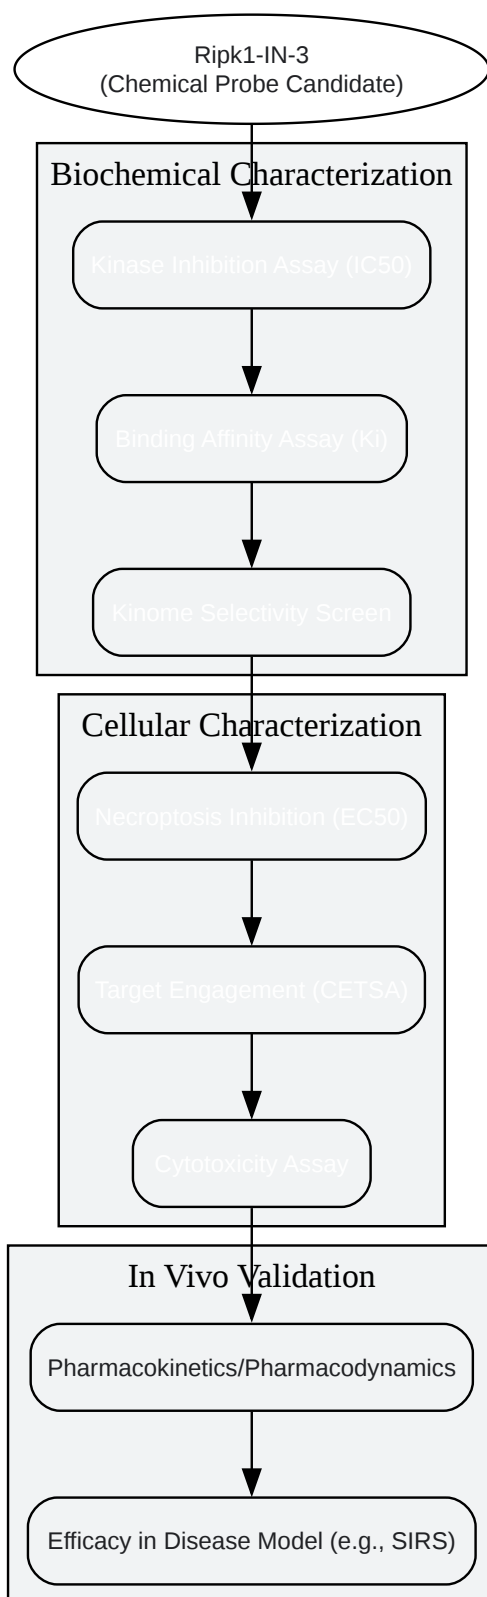 Ripk1-IN-3
(Chemical Probe Candidate)
Biochemical Characterization
Kinase Inhibition Assay (IC50)
Binding Affinity Assay (Ki)
Kinome Selectivity Screen
Cellular Characterization
Necroptosis Inhibition (EC50)
Target Engagement (CETSA)
Cytotoxicity Assay
In Vivo Validation
Pharmacokinetics/Pharmacodynamics
Efficacy in Disease Model (e.g., SIRS)